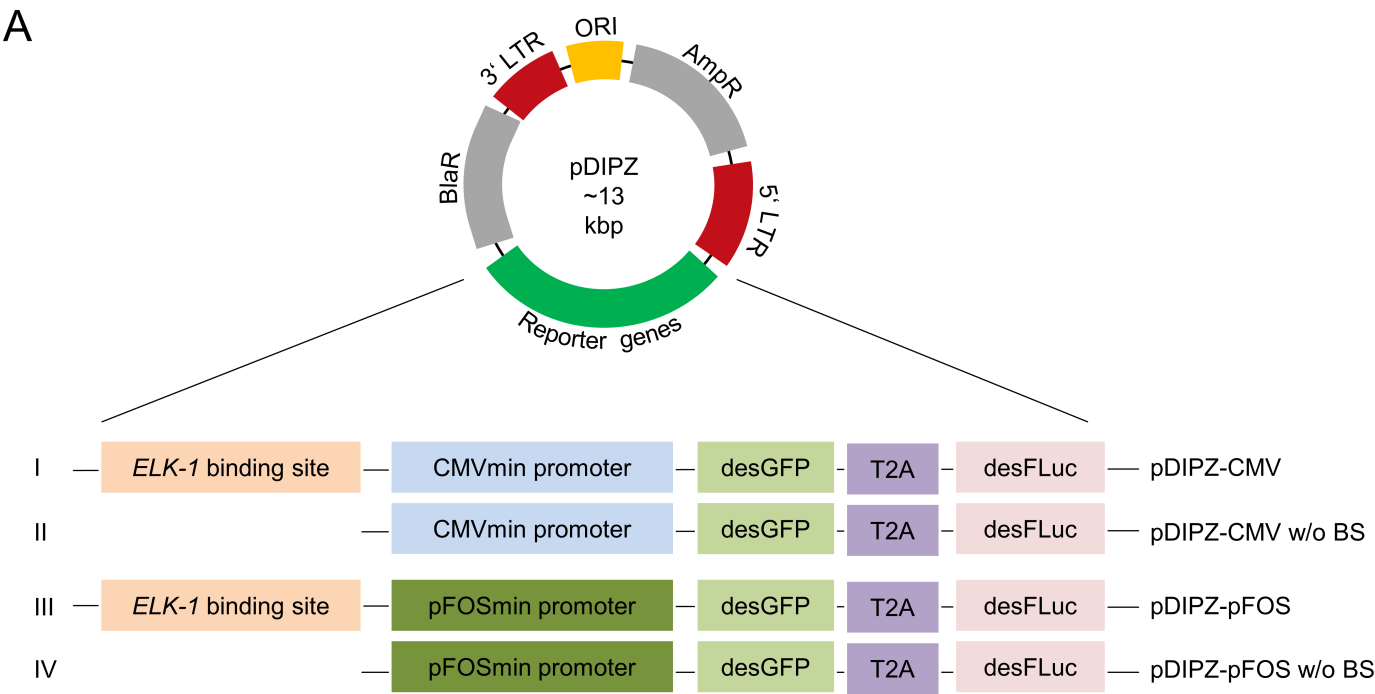 A
ORI
3‘ LTR
AmpR
BlaR
pDIPZ
~13
kbp
5‘ LTR
Reporter genes
I ELK-1 binding site CMVmin promoter desGFP T2A desFLuc pDIPZ-CMV
II CMVmin promoter desGFP T2A desFLuc pDIPZ-CMV w/o BS
III ELK-1 binding site pFOSmin promoter desGFP T2A desFLuc pDIPZ-pFOS
IV pFOSmin promoter desGFP T2A desFLuc pDIPZ-pFOS w/o BS